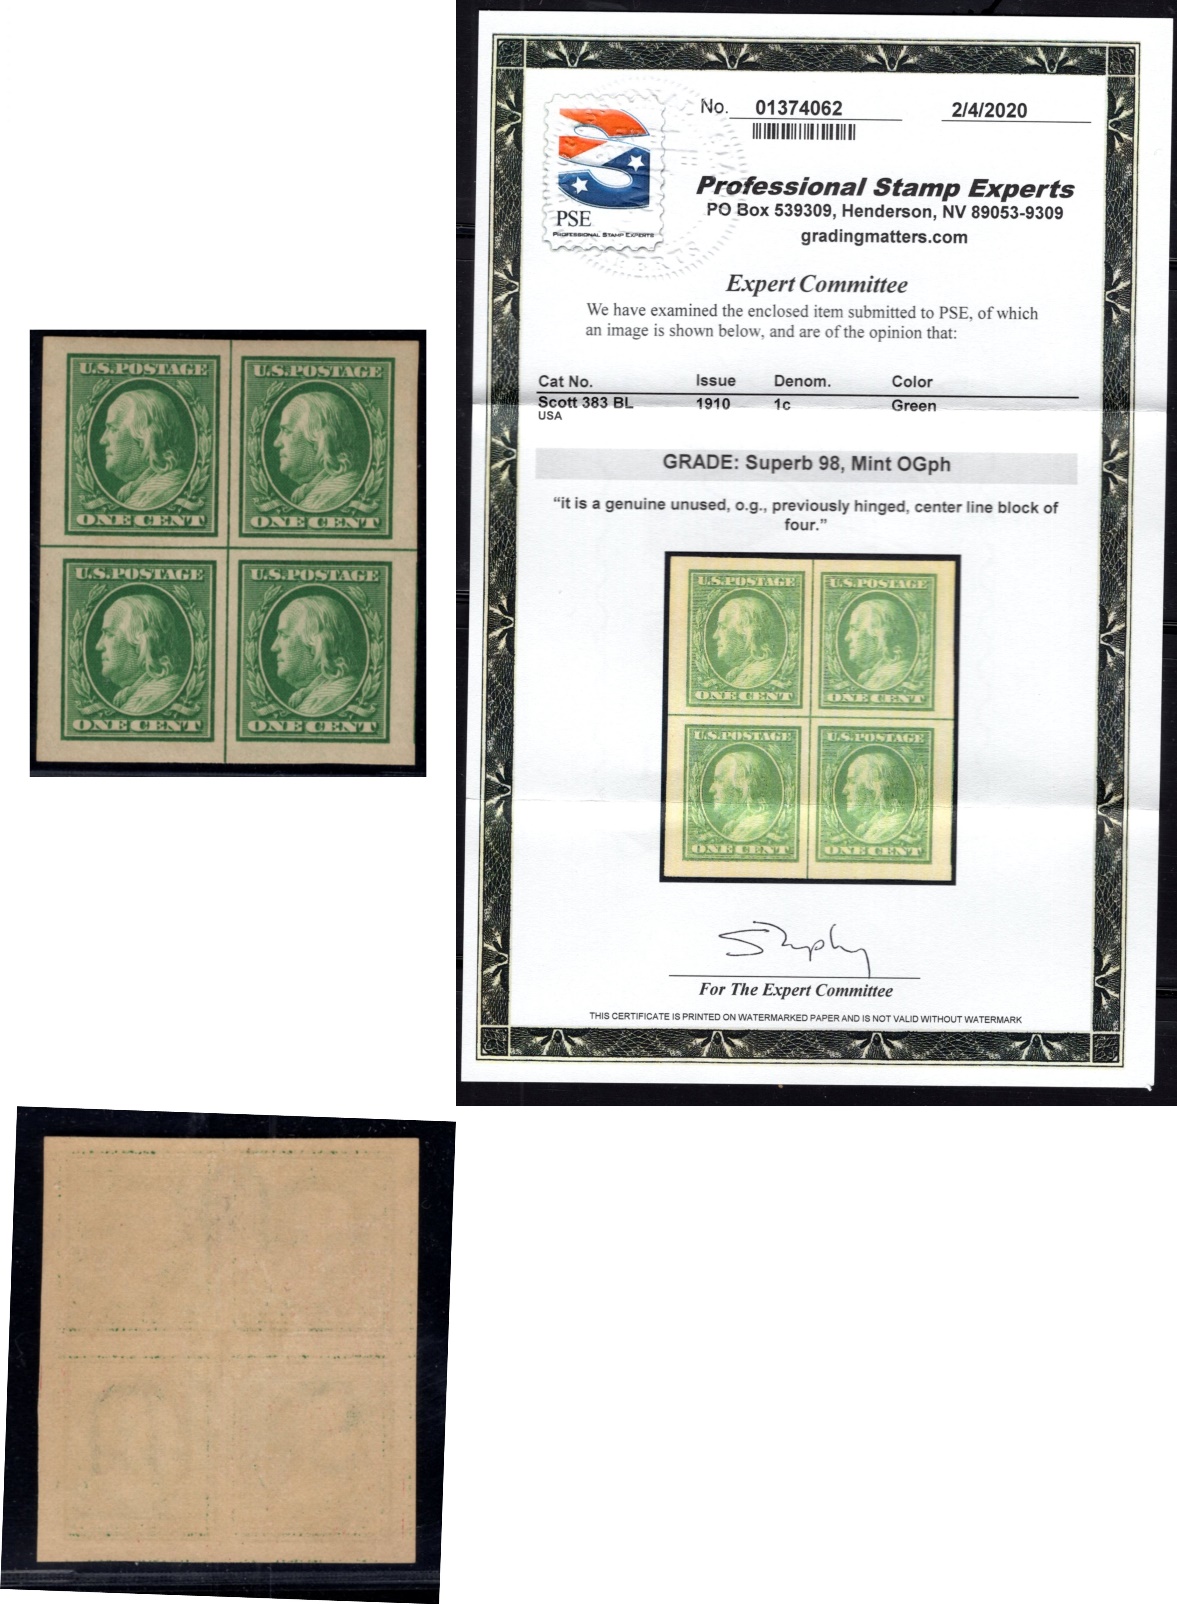 U.S.POSTAGE U.S.POSTAGE
ONE CENT ONE CENT
U.S.POSTAGE U.S.POSTAGE
ONE CENT ONE CENT
No. 01374062 2/4/2020
PSE
PROFESSIONAL STAMP EXPERTS
Professional Stamp Experts
PO Box 539309, Henderson, NV 89053-9309
gradingmatters.com
Expert Committee
We have examined the enclosed item submitted to PSE, of which
an image is shown below, and are of the opinion that:
Cat No. Issue Denom. Color
Scott 383 BL 1910 1c Green
USA
GRADE: Superb 98, Mint OGph
“it is a genuine unused, o.g., previously hinged, center line block of
four.”
U.S.POSTAGE U.S.POSTAGE
ONE CENT ONE CENT
U.S.POSTAGE U.S.POSTAGE
ONE CENT ONE CENT
For The Expert Committee
THIS CERTIFICATE IS PRINTED ON WATERMARKED PAPER AND IS NOT VALID WITHOUT WATERMARK